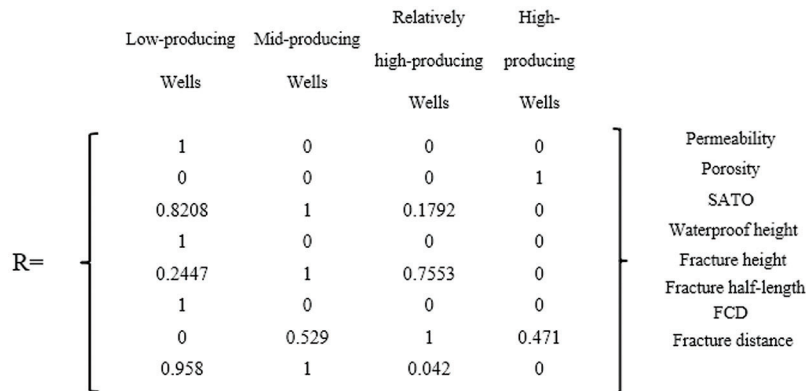 Low-producing Wells Mid-producing Wells Relatively high-producing Wells High-producing Wells
R=
1 0 0 0 Permeability
0 0 0 1 Porosity
0.8208 1 0.1792 0 SATO
1 0 0 0 Waterproof height
0.2447 1 0.7553 0 Fracture height
1 0 0 0 Fracture half-length
0 0.529 1 0.471 FCD
0.958 1 0.042 0 Fracture distance